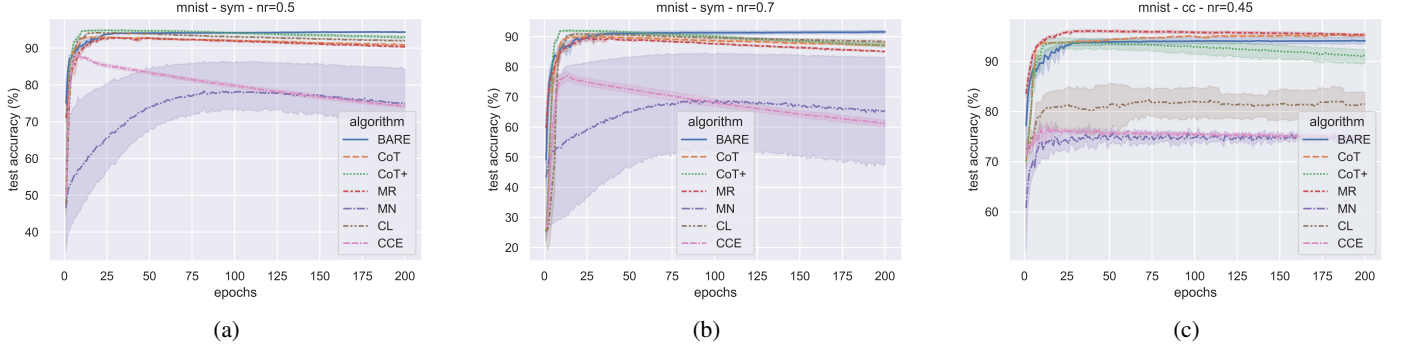 mnist - sym - nr=0.5
test accuracy (%)
90
80
70
60
50
40
0 25 50 75 100 125 150 175 200
epochs
algorithm
BARE
CoT
CoT+
MR
MN
CL
CCE
(a)
mnist - sym - nr=0.7
test accuracy (%)
90
80
70
60
50
40
30
20
0 25 50 75 100 125 150 175 200
epochs
algorithm
BARE
CoT
CoT+
MR
MN
CL
CCE
(b)
mnist - cc - nr=0.45
test accuracy (%)
90
80
70
60
0 25 50 75 100 125 150 175 200
epochs
algorithm
BARE
CoT
CoT+
MR
MN
CL
CCE
(c)